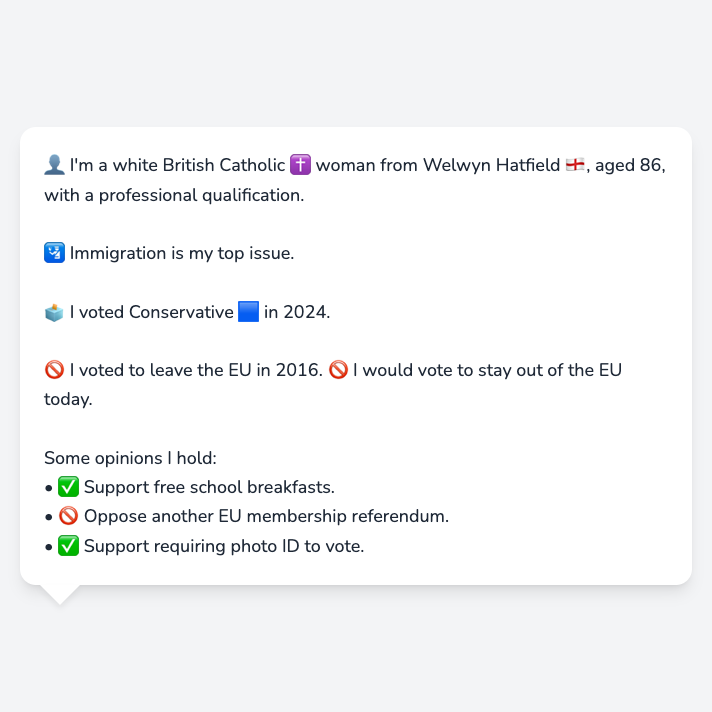 👤 I'm a white British Catholic ✝️ woman from Welwyn Hatfield 🏴󠁧󠁢󠁥󠁮󠁧󠁿, aged 86,
with a professional qualification.
🛂 Immigration is my top issue.
🗳️ I voted Conservative 🟦 in 2024.
🚫 I voted to leave the EU in 2016. 🚫 I would vote to stay out of the EU
today.
Some opinions I hold:
• ✅ Support free school breakfasts.
• 🚫 Oppose another EU membership referendum.
• ✅ Support requiring photo ID to vote.